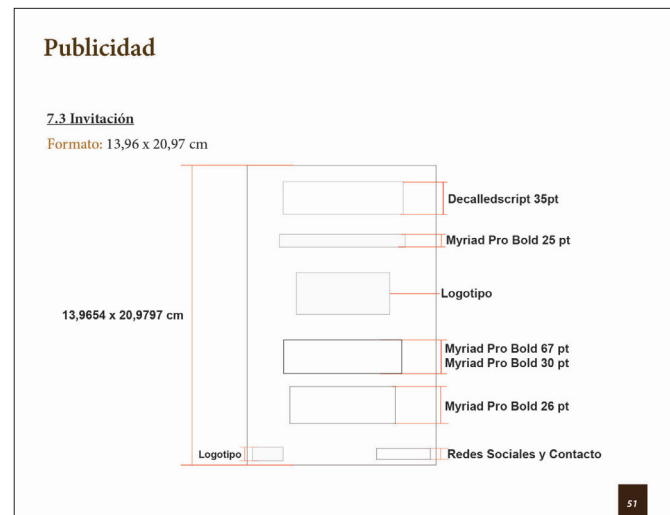 Publicidad
7.3 Invitación
Formato: 13,96 x 20,97 cm
Decalledscript 35pt
Myriad Pro Bold 25 pt
Logotipo
13,9654 x 20,9797 cm
Myriad Pro Bold 67 pt
Myriad Pro Bold 30 pt
Myriad Pro Bold 26 pt
Logotipo
Redes Sociales y Contacto
51